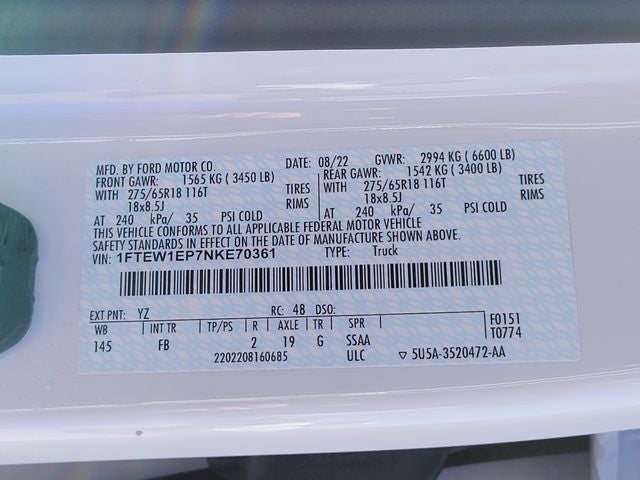 MFD. BY FORD MOTOR CO. DATE: 08/22 GVWR: 2994 KG ( 6600 LB)
FRONT GAWR: 1565 KG ( 3450 LB) REAR GAWR: 1542 KG ( 3400 LB)
WITH 275/65R18 116T TIRES WITH 275/65R18 116T TIRES
18x8.5J RIMS 18x8.5J RIMS
AT 240 kPa/ 35 PSI COLD AT 240 kPa/ 35 PSI COLD
THIS VEHICLE CONFORMS TO ALL APPLICABLE FEDERAL MOTOR VEHICLE
SAFETY STANDARDS IN EFFECT ON THE DATE OF MANUFACTURE SHOWN ABOVE.
VIN: 1FTEW1EP7NKE70361 TYPE: Truck
EXT PNT: YZ RC: 48 DSO: F0151
WB INT TR TP/PS R AXLE TR SPR T0774
145 FB 2 19 G SSAA
2202208160685 ULC ▽ 5U5A-3520472-AA